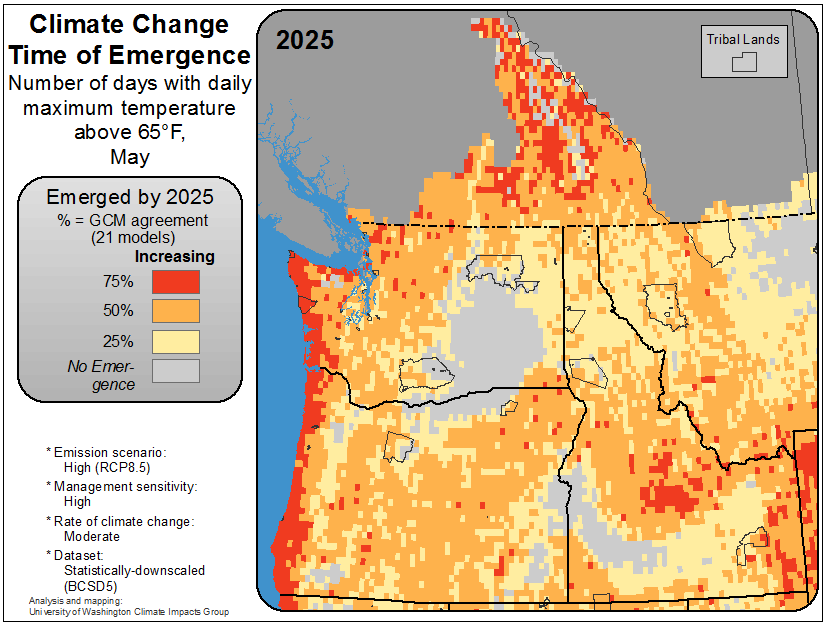 Climate Change
Time of Emergence
Number of days with daily
maximum temperature
above 65°F,
May
Emerged by 2025
% = GCM agreement
(21 models)
Increasing
75%
50%
25%
No Emer-
gence
* Emission scenario:
High (RCP8.5)
* Management sensitivity:
High
* Rate of climate change:
Moderate
* Dataset:
Statistically-downscaled
(BCSD5)
Analysis and mapping:
University of Washington Climate Impacts Group
2025
Tribal Lands